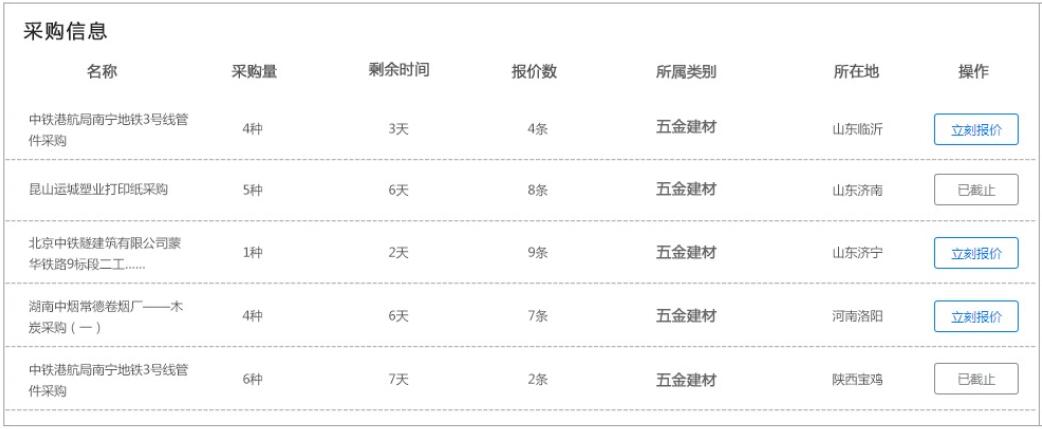 采购信息
名称 采购量 剩余时间 报价数 所属类别 所在地 操作
中铁港航局南宁地铁3号线管
件采购 4种 3天 4条 五金建材 山东临沂 立刻报价
昆山运城塑业打印纸采购 5种 6天 8条 五金建材 山东济南 已截止
北京中铁隧建筑有限公司蒙
华铁路9标段二工...... 1种 2天 9条 五金建材 山东济宁 立刻报价
湖南中烟常德卷烟厂——木
炭采购（一） 4种 6天 7条 五金建材 河南洛阳 立刻报价
中铁港航局南宁地铁3号线管
件采购 6种 7天 2条 五金建材 陕西宝鸡 已截止